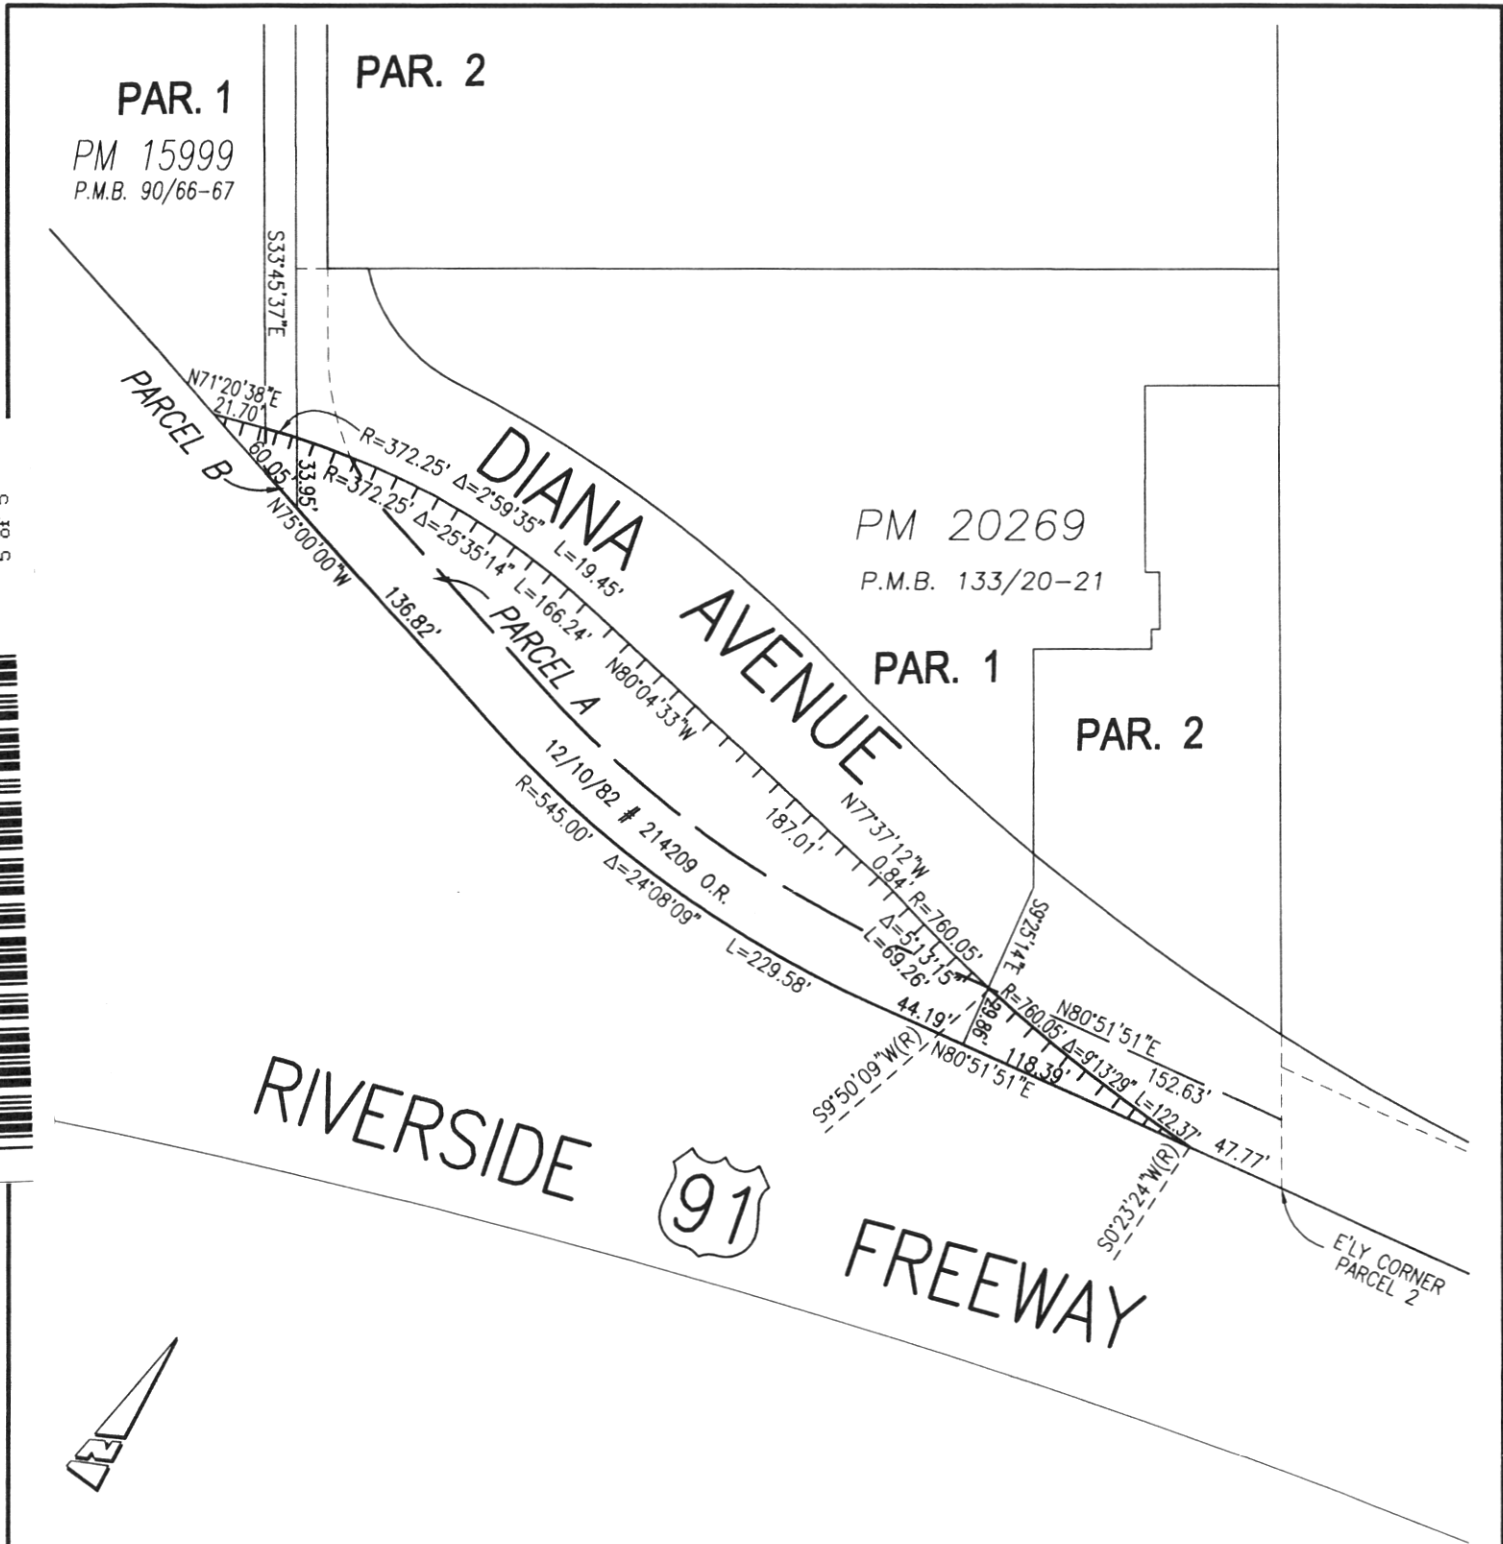 PAR. 1
PAR. 2
PM 15999
P.M.B. 90/66-67
S33°45'37"E
N71°20'38"E
21.70'
PARCEL B
60.05'
33.95'
N75°00'00"W
136.82'
R=372.25' Δ=2°59'35" L=19.45'
R=372.25' Δ=25°35'14" L=166.24'
DIANA AVENUE
PARCEL A
N80°04'33"W
187.01'
PM 20269
P.M.B. 133/20-21
PAR. 1
PAR. 2
12/10/82 # 214209 O.R.
R=545.00' Δ=24°08'09" L=229.58'
N77°37'12"W
0.84'
R=760.05'
Δ=5°13'15"
L=69.26'
S9°25'14"E
29.86'
44.19'
S9°50'09"W(R)
N80°51'51"E
118.39'
R=760.05' Δ=9°13'29" L=122.37'
N80°51'51"E
152.63'
47.77'
S0°23'24"W(R)
E'LY CORNER
PARCEL 2
RIVERSIDE 91 FREEWAY
N
5 of 5